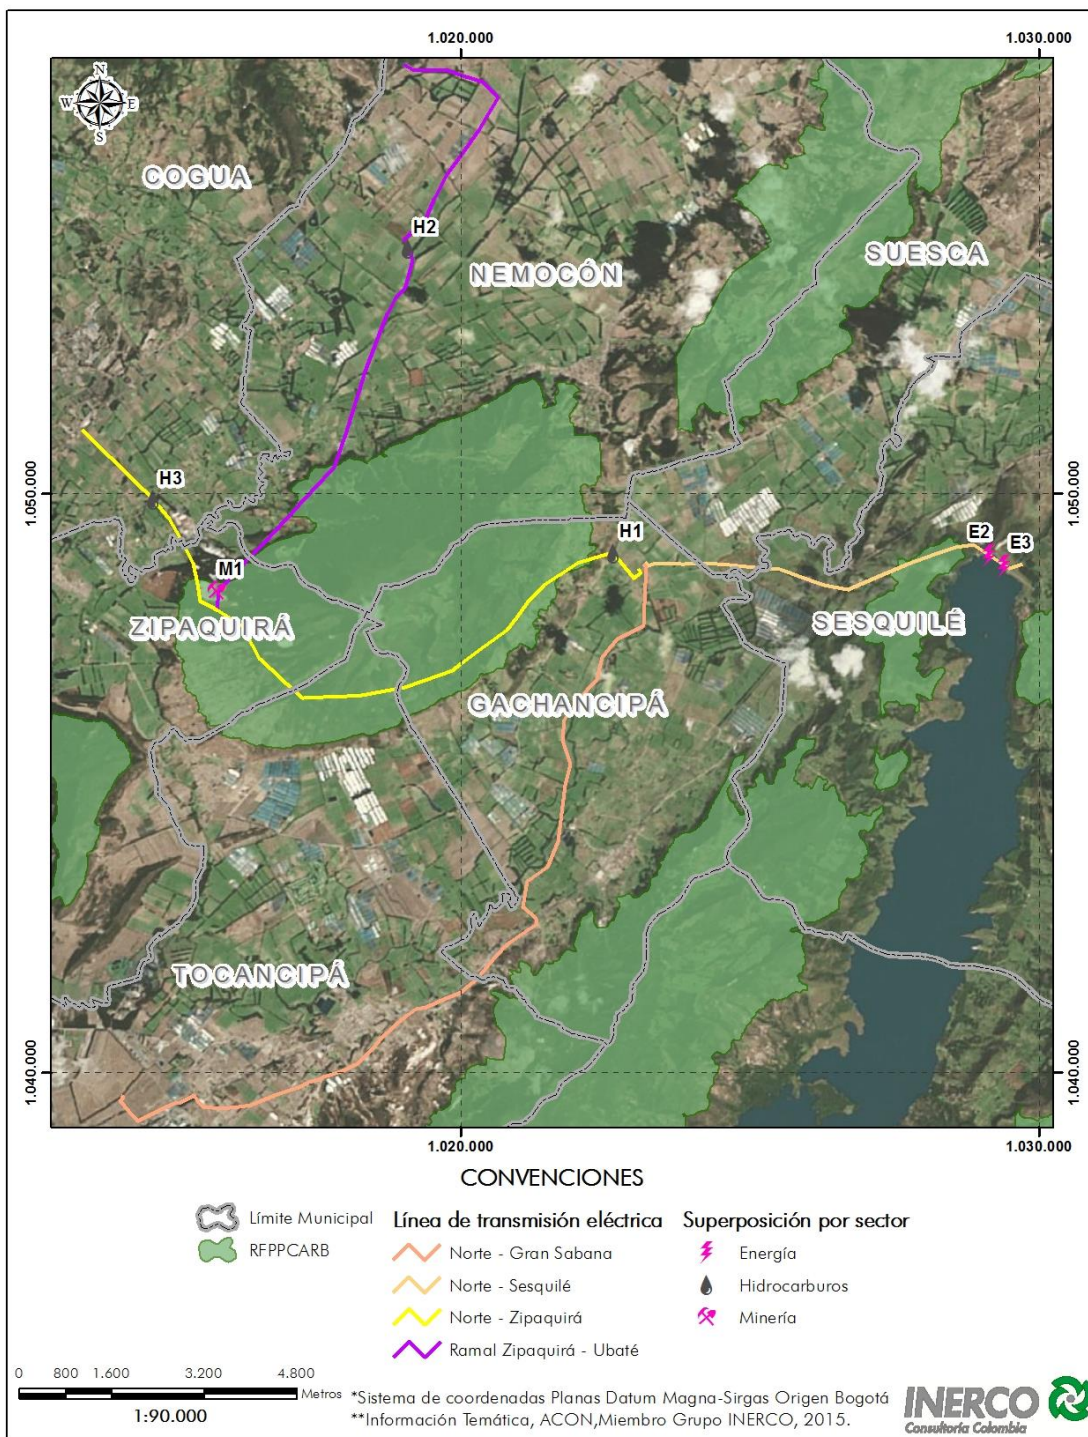 1.020.000
1.030.000
N
W E
S
COGUA
H2
NEMOCÓN
SUESCA
H3
1.050.000
1.050.000
H1
E2
E3
M1
ZIPAQUIRÁ
SESQUILÉ
GACHANCIPÁ
TOCANCIPÁ
1.040.000
1.040.000
1.020.000
1.030.000
CONVENCIONES
Límite Municipal
RFPPCARB
Línea de transmisión eléctrica
Norte - Gran Sabana
Norte - Sesquilé
Norte - Zipaquirá
Ramal Zipaquirá - Ubaté
Superposición por sector
Energía
Hidrocarburos
Minería
0 800 1.600 3.200 4.800
Metros
1:90.000
*Sistema de coordenadas Planas Datum Magna-Sirgas Origen Bogotá
**Información Temática, ACON,Miembro Grupo INERCO, 2015.
INERCO
Consultoría Colombia